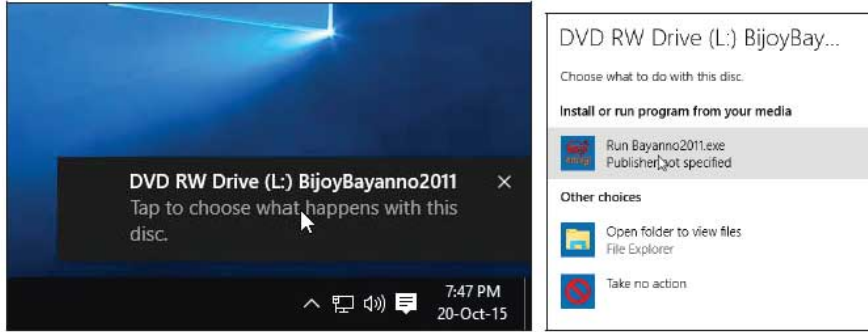 DVD RW Drive (L:) BijoyBayanno2011
Tap to choose what happens with this
disc.
7:47 PM
20-Oct-15
DVD RW Drive (L:) BijoyBay...
Choose what to do with this disc.
Install or run program from your media
Run Bayanno2011.exe
Publisher not specified
Other choices
Open folder to view files
File Explorer
Take no action